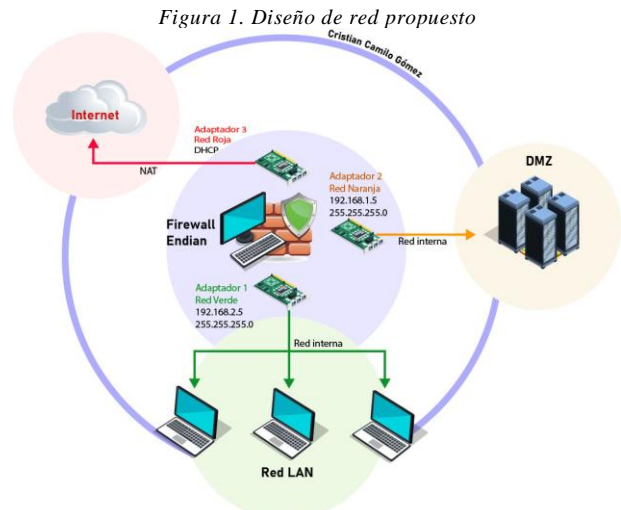 Figura 1. Diseño de red propuesto
Cristian Camilo Gómez
Internet
Adaptador 3
Red Roja
DHCP
NAT
Adaptador 2
Red Naranja
192.168.1.5
255.255.255.0
DMZ
Firewall
Endian
Red interna
Adaptador 1
Red Verde
192.168.2.5
255.255.255.0
Red interna
Red LAN